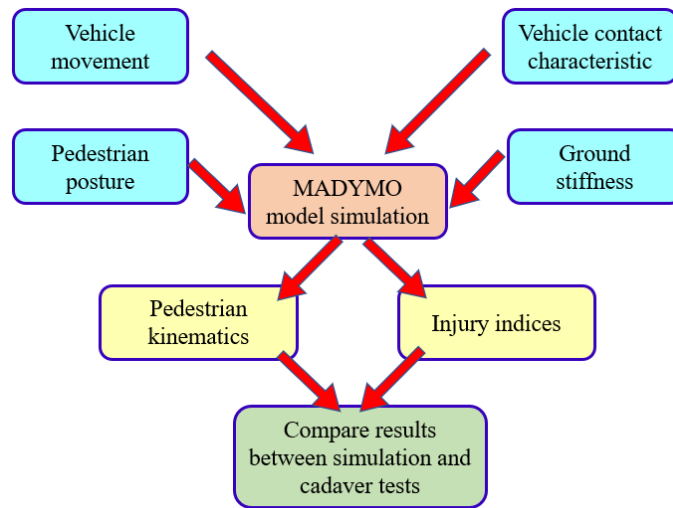 Vehicle
movement
Vehicle contact
characteristic
Pedestrian
posture
Ground
stiffness
MADYMO
model simulation
Pedestrian
kinematics
Injury indices
Compare results
between simulation and
cadaver tests